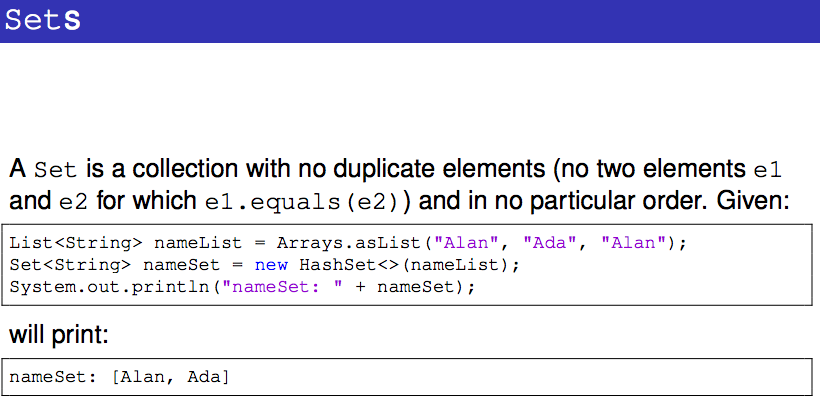 Sets
A Set is a collection with no duplicate elements (no two elements e1
and e2 for which e1.equals(e2)) and in no particular order. Given:
List<String> nameList = Arrays.asList("Alan", "Ada", "Alan");
Set<String> nameSet = new HashSet<>(nameList);
System.out.println("nameSet: " + nameSet);
will print:
nameSet: [Alan, Ada]